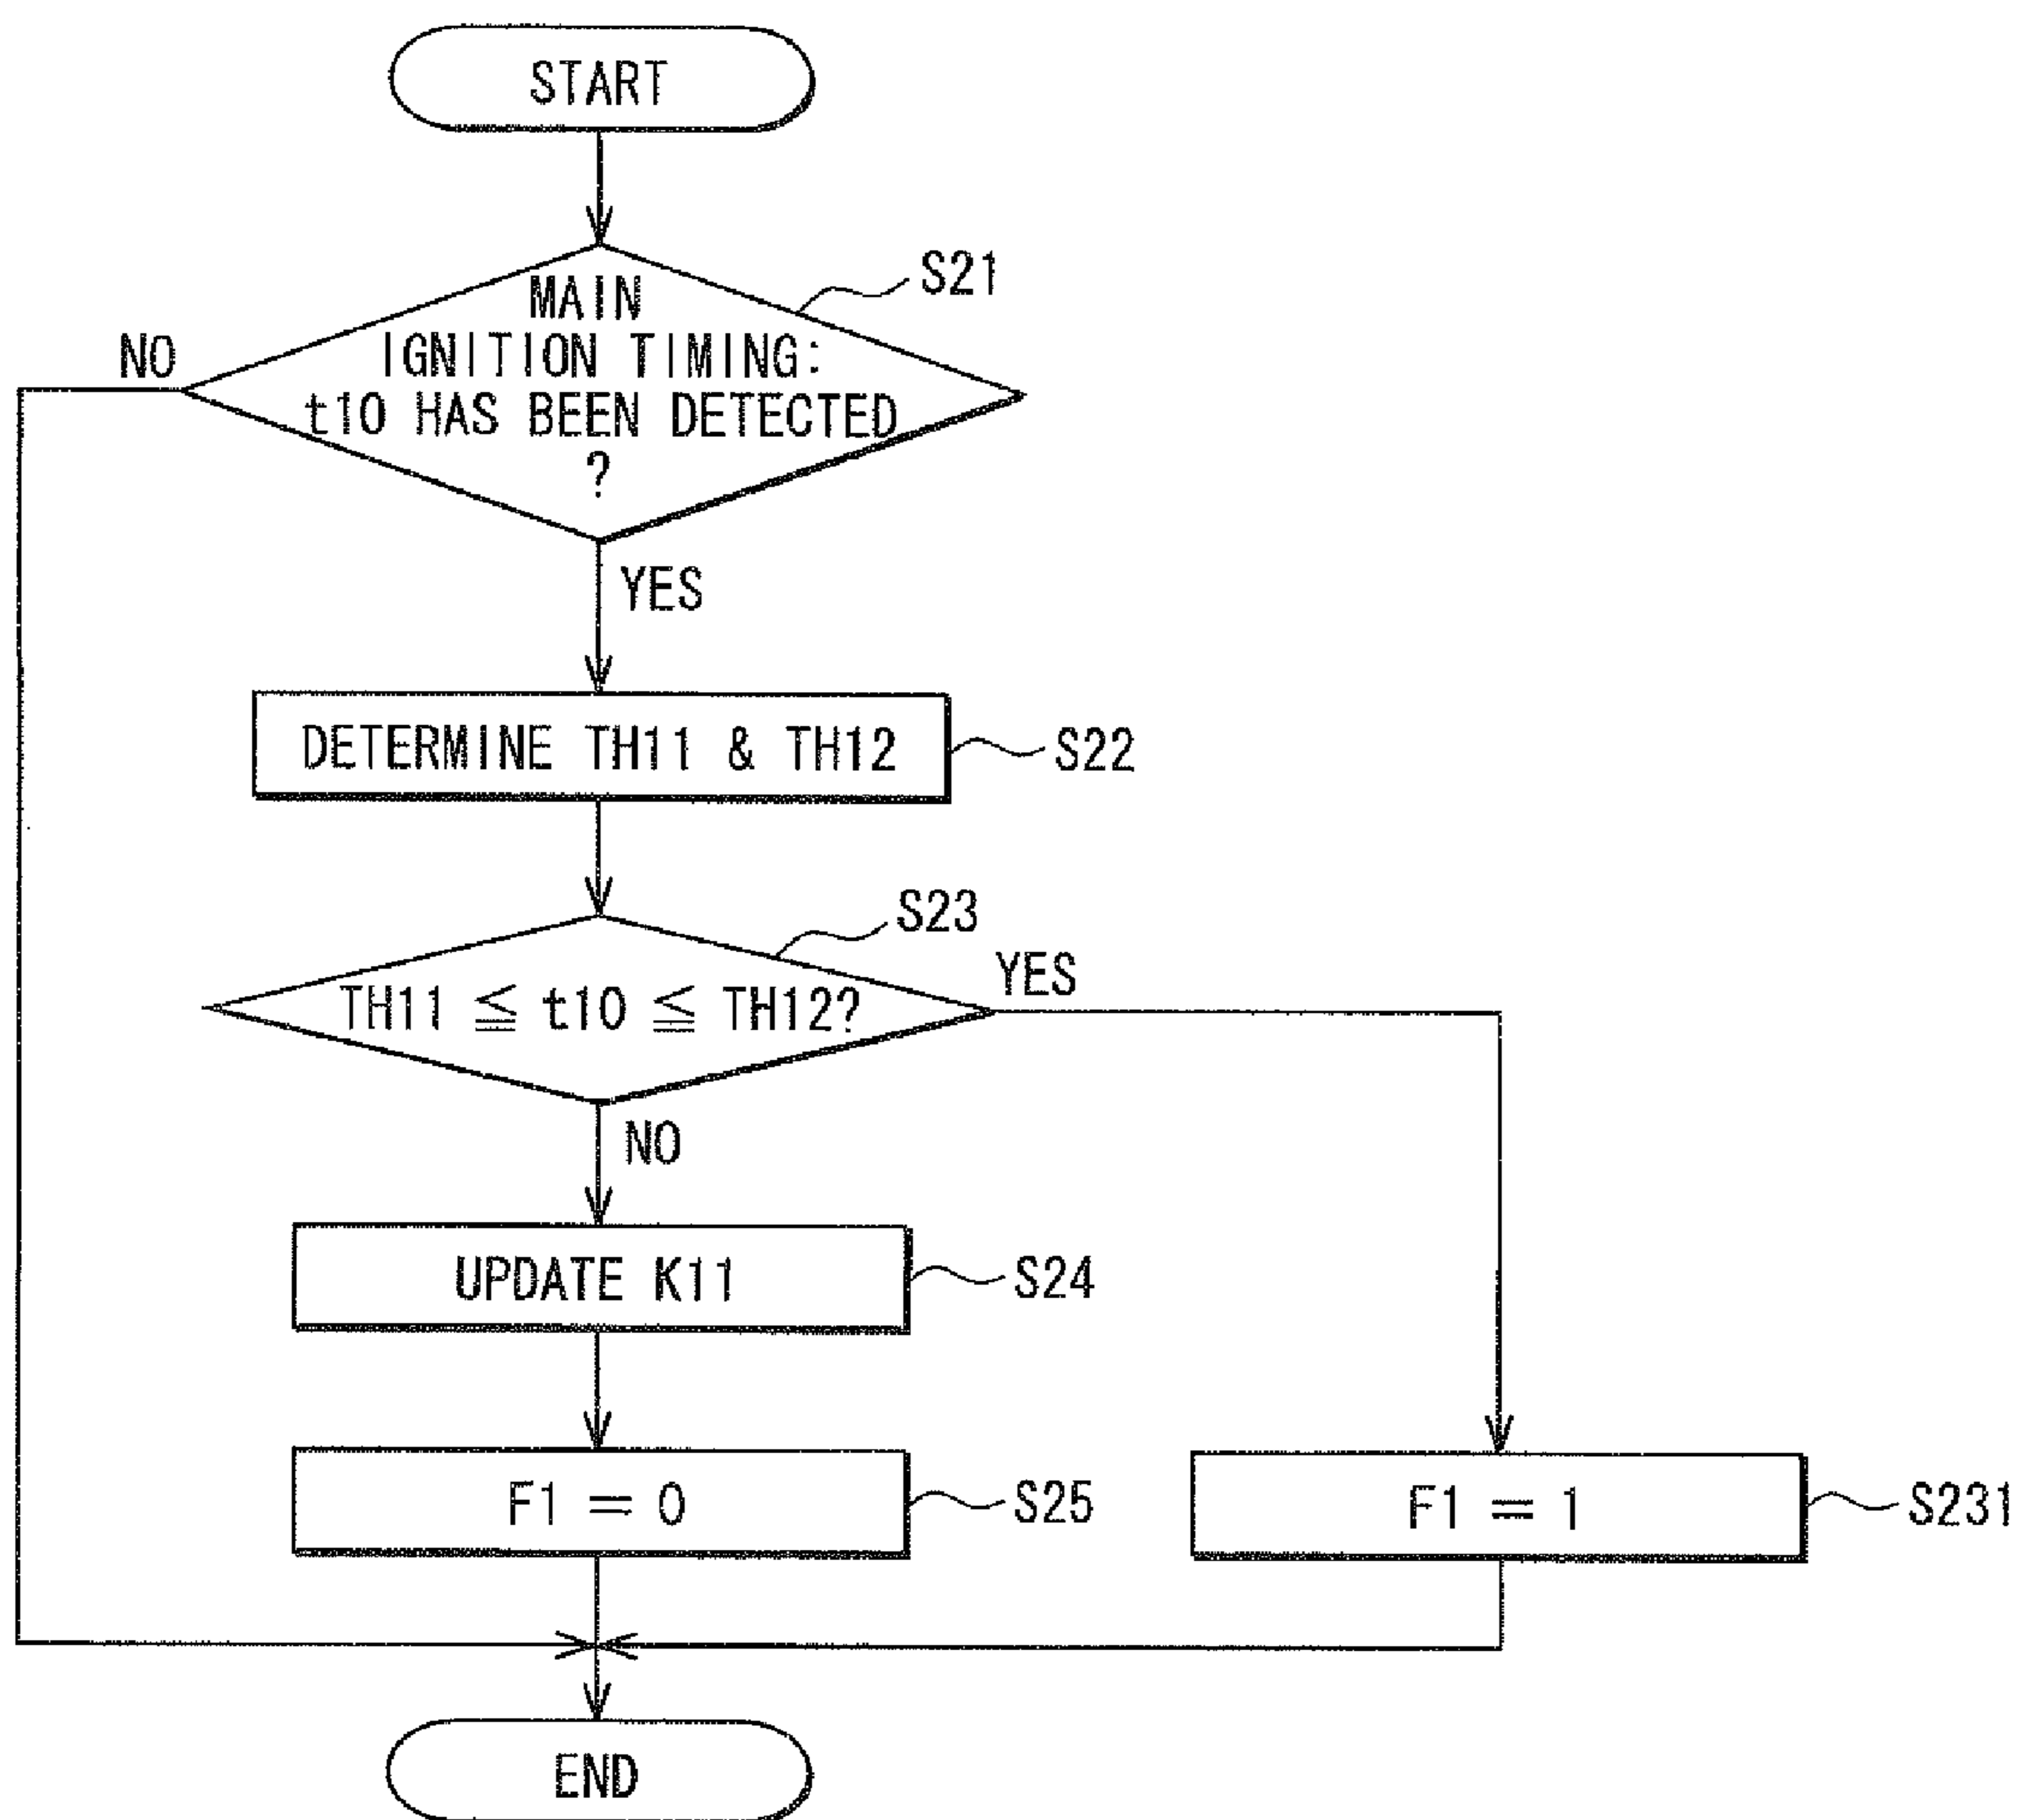 START
S21
MAIN
IGNITION TIMING:
t10 HAS BEEN DETECTED
?
NO
YES
DETERMINE TH11 & TH12
S22
S23
TH11 ≦ t10 ≦ TH12?
YES
NO
UPDATE K11
S24
F1 = 0
S25
F1 = 1
S231
END